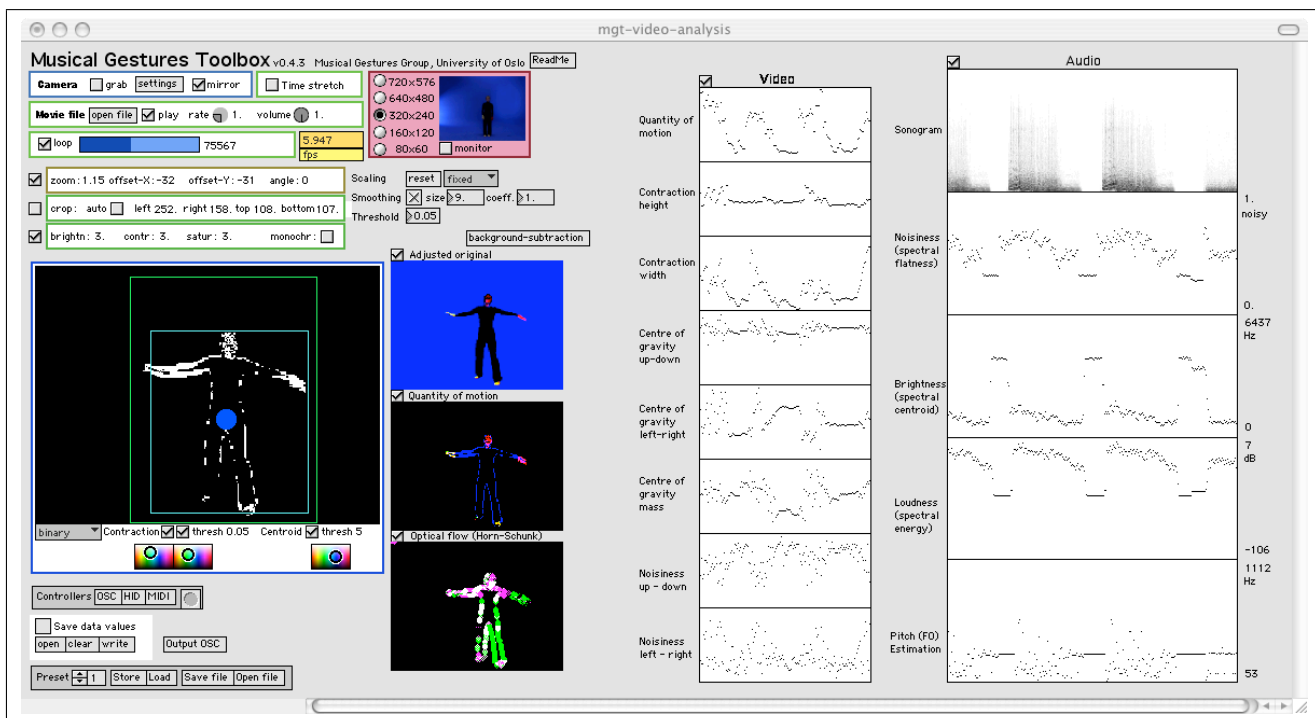 mgt-video-analysis
Musical Gestures Toolbox v0.4.3 Musical Gestures Group, University of Oslo ReadMe
Camera grab settings mirror Time stretch
Movie file open file play rate 1. volume 1.
loop 75567 5.947
fps
720x576
640x480
320x240
160x120
80x60 monitor
zoom: 1.15 offset-X: -32 offset-Y: -31 angle: 0
crop: auto left 252. right 158. top 108. bottom 107.
brightn: 3. contr: 3. satur: 3. monochr:
Scaling reset fixed
Smoothing size 9. coeff. 1.
Threshold 0.05
background-subtraction
Adjusted original
Quantity of motion
Optical flow (Horn-Schunk)
binary Contraction thresh 0.05 Centroid thresh 5
Controllers OSC HID MIDI
Save data values
open clear write Output OSC
Preset 1 Store Load Save file Open file
Video
Quantity of
motion
Contraction
height
Contraction
width
Centre of
gravity
up-down
Centre of
gravity
left-right
Centre of
gravity
mass
Noisiness
up - down
Noisiness
left - right
Audio
Sonogram
Noisiness
(spectral
flatness)
1.
noisy
0.
Brightness
(spectral
centroid)
6437
Hz
0
Loudness
(spectral
energy)
7
dB
-106
Pitch (F0)
Estimation
1112
Hz
53